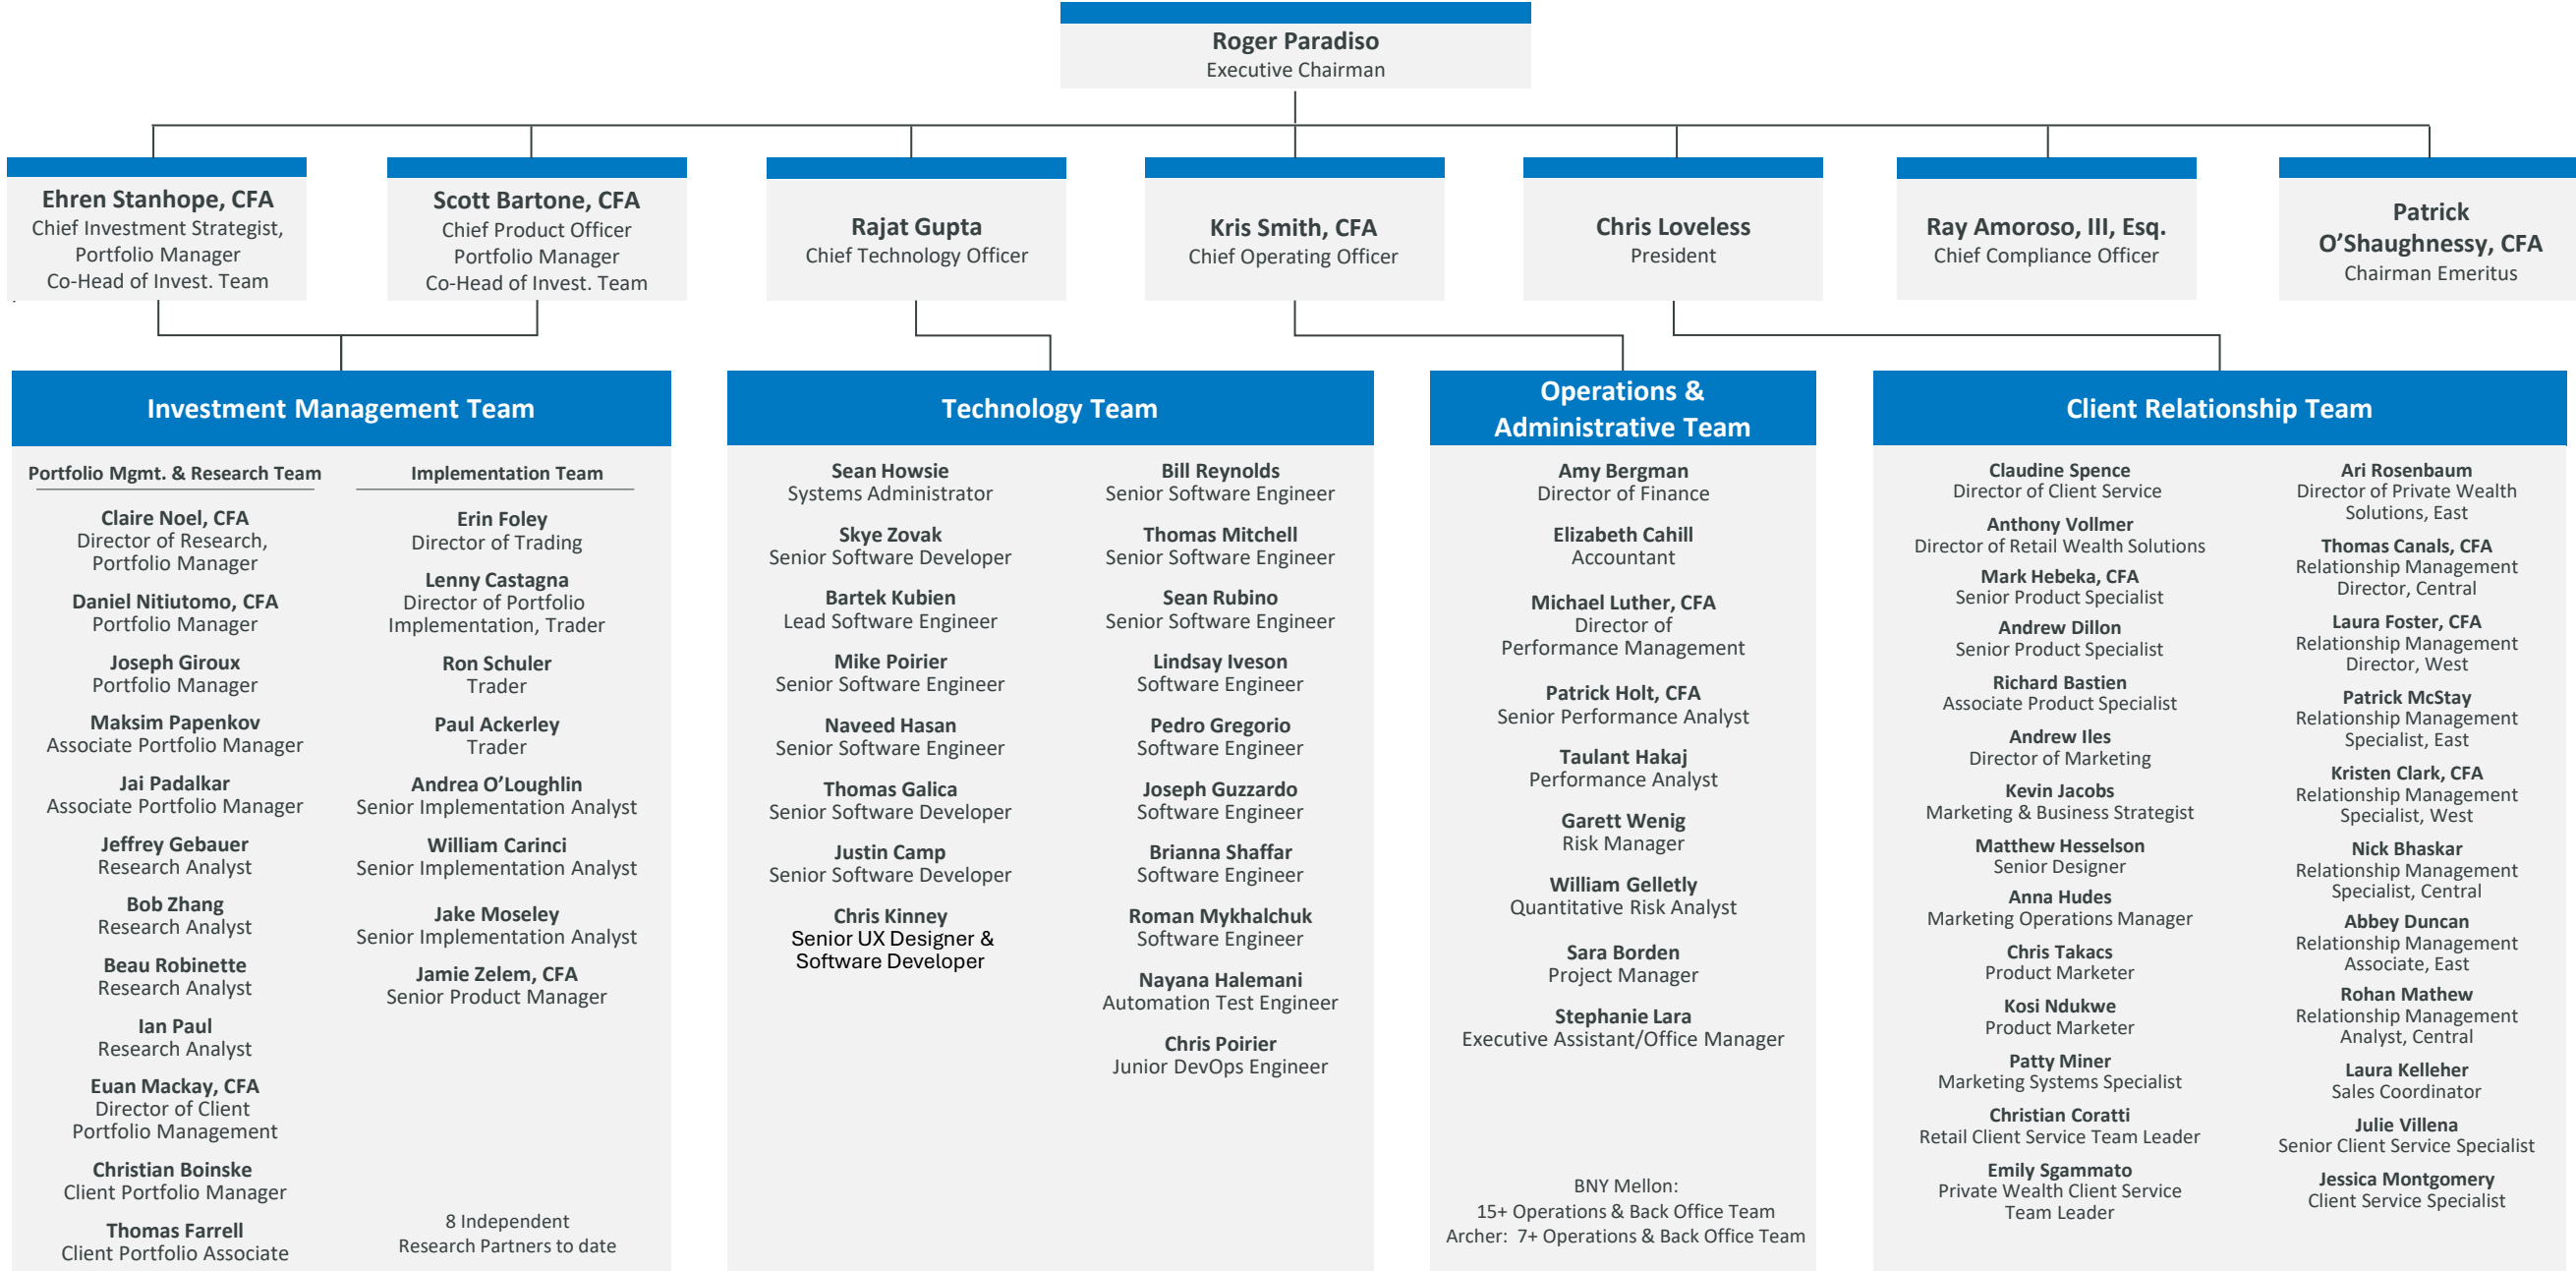 Roger Paradiso
Executive Chairman
Ehren Stanhope, CFA
Chief Investment Strategist,
Portfolio Manager
Co-Head of Invest. Team
Scott Bartone, CFA
Chief Product Officer
Portfolio Manager
Co-Head of Invest. Team
Rajat Gupta
Chief Technology Officer
Kris Smith, CFA
Chief Operating Officer
Chris Loveless
President
Ray Amoroso, III, Esq.
Chief Compliance Officer
Patrick
O’Shaughnessy, CFA
Chairman Emeritus
Investment Management Team
Portfolio Mgmt. & Research Team
Claire Noel, CFA
Director of Research,
Portfolio Manager
Daniel Nitiutomo, CFA
Portfolio Manager
Joseph Giroux
Portfolio Manager
Maksim Papenkov
Associate Portfolio Manager
Jai Padalkar
Associate Portfolio Manager
Jeffrey Gebauer
Research Analyst
Bob Zhang
Research Analyst
Beau Robinette
Research Analyst
Ian Paul
Research Analyst
Euan Mackay, CFA
Director of Client
Portfolio Management
Christian Boinske
Client Portfolio Manager
Thomas Farrell
Client Portfolio Associate
Implementation Team
Erin Foley
Director of Trading
Lenny Castagna
Director of Portfolio
Implementation, Trader
Ron Schuler
Trader
Paul Ackerley
Trader
Andrea O’Loughlin
Senior Implementation Analyst
William Carinci
Senior Implementation Analyst
Jake Moseley
Senior Implementation Analyst
Jamie Zelem, CFA
Senior Product Manager
8 Independent
Research Partners to date
Technology Team
Sean Howsie
Systems Administrator
Skye Zovak
Senior Software Developer
Bartek Kubien
Lead Software Engineer
Mike Poirier
Senior Software Engineer
Naveed Hasan
Senior Software Engineer
Thomas Galica
Senior Software Developer
Justin Camp
Senior Software Developer
Chris Kinney
Senior UX Designer &
Software Developer
Bill Reynolds
Senior Software Engineer
Thomas Mitchell
Senior Software Engineer
Sean Rubino
Senior Software Engineer
Lindsay Iveson
Software Engineer
Pedro Gregorio
Software Engineer
Joseph Guzzardo
Software Engineer
Brianna Shaffar
Software Engineer
Roman Mykhalchuk
Software Engineer
Nayana Halemani
Automation Test Engineer
Chris Poirier
Junior DevOps Engineer
Operations &
Administrative Team
Amy Bergman
Director of Finance
Elizabeth Cahill
Accountant
Michael Luther, CFA
Director of
Performance Management
Patrick Holt, CFA
Senior Performance Analyst
Taulant Hakaj
Performance Analyst
Garett Wenig
Risk Manager
William Gelletly
Quantitative Risk Analyst
Sara Borden
Project Manager
Stephanie Lara
Executive Assistant/Office Manager
BNY Mellon:
15+ Operations & Back Office Team
Archer: 7+ Operations & Back Office Team
Client Relationship Team
Claudine Spence
Director of Client Service
Anthony Vollmer
Director of Retail Wealth Solutions
Mark Hebeka, CFA
Senior Product Specialist
Andrew Dillon
Senior Product Specialist
Richard Bastien
Associate Product Specialist
Andrew Iles
Director of Marketing
Kevin Jacobs
Marketing & Business Strategist
Matthew Hesselson
Senior Designer
Anna Hudes
Marketing Operations Manager
Chris Takacs
Product Marketer
Kosi Ndukwe
Product Marketer
Patty Miner
Marketing Systems Specialist
Christian Coratti
Retail Client Service Team Leader
Emily Sgammato
Private Wealth Client Service
Team Leader
Ari Rosenbaum
Director of Private Wealth
Solutions, East
Thomas Canals, CFA
Relationship Management
Director, Central
Laura Foster, CFA
Relationship Management
Director, West
Patrick McStay
Relationship Management
Specialist, East
Kristen Clark, CFA
Relationship Management
Specialist, West
Nick Bhaskar
Relationship Management
Specialist, Central
Abbey Duncan
Relationship Management
Associate, East
Rohan Mathew
Relationship Management
Analyst, Central
Laura Kelleher
Sales Coordinator
Julie Villena
Senior Client Service Specialist
Jessica Montgomery
Client Service Specialist